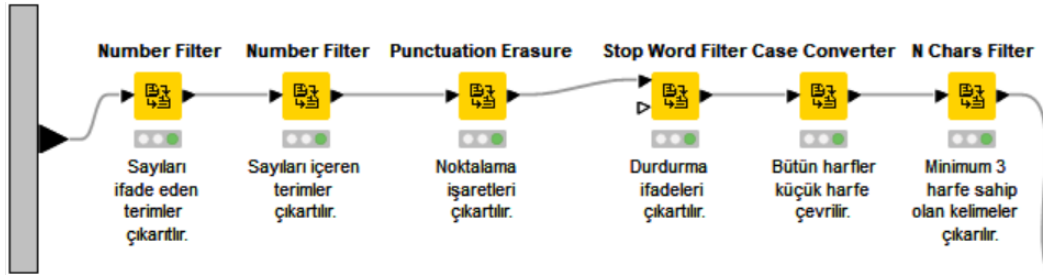 Number Filter
Number Filter
Punctuation Erasure
Stop Word Filter
Case Converter
N Chars Filter
Sayıları
ifade eden
terimler
çıkarıtlır.
Sayıları içeren
terimler
çıkartılır.
Noktalama
işaretleri
çıkartılır.
Durdurma
ifadeleri
çıkartılır.
Bütün harfler
küçük harfe
çevrilir.
Minimum 3
harfe sahip
olan kelimeler
çıkarılır.